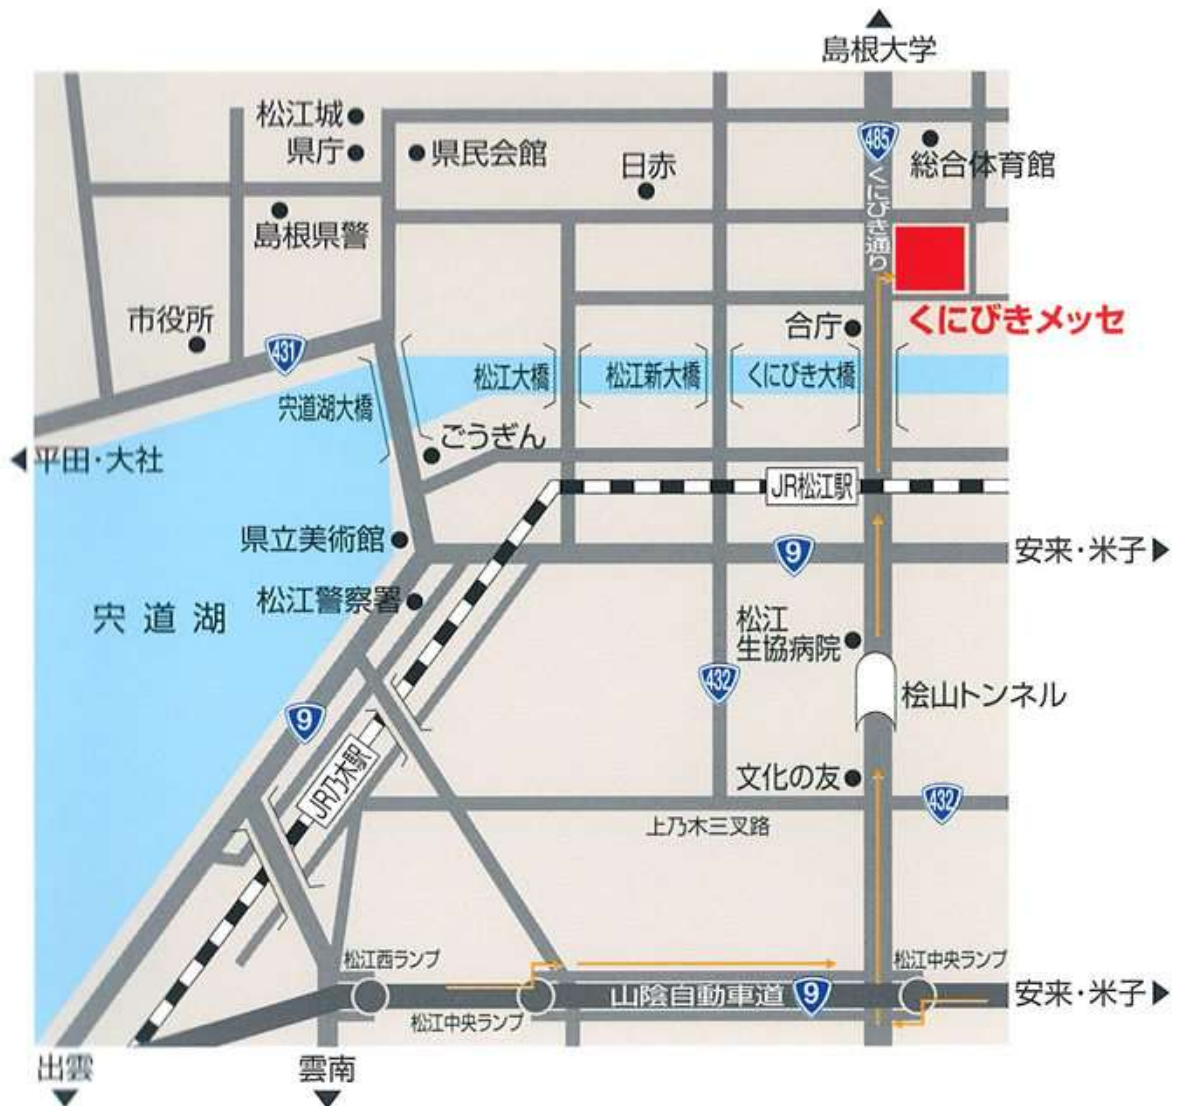 島根大学
松江城
県庁
県民会館
日赤
485
くにびき通り
総合体育館
島根県警
市役所
431
合庁
くにびきメッセ
宍道湖大橋
松江大橋
松江新大橋
くにびき大橋
ごうぎん
平田・大社
JR松江駅
県立美術館
9
安来・米子
松江警察署
宍道湖
松江
生協病院
432
桧山トンネル
9
JR乃木駅
文化の友
432
上乃木三叉路
松江西ランプ
松江中央ランプ
山陰自動車道
9
安来・米子
松江中央ランプ
出雲
雲南